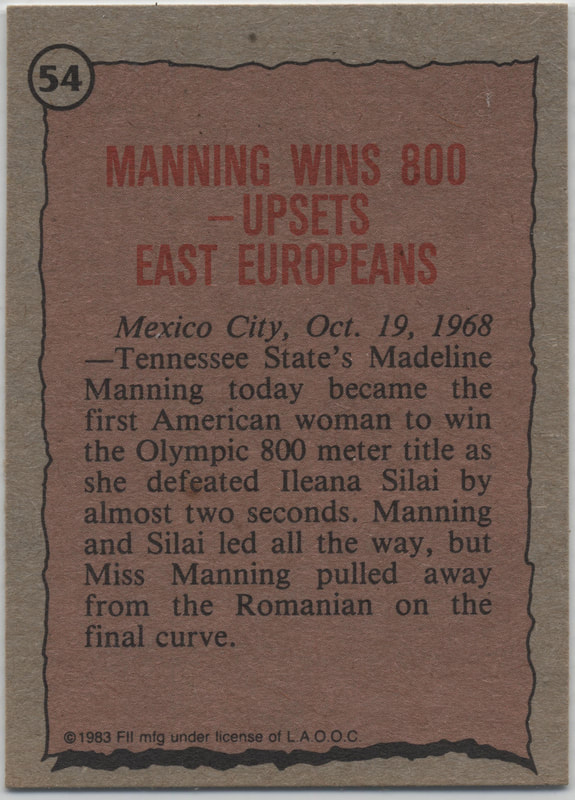 54
MANNING WINS 800
–UPSETS
EAST EUROPEANS
Mexico City, Oct. 19, 1968
—Tennessee State's Madeline
Manning today became the
first American woman to win
the Olympic 800 meter title as
she defeated Ileana Silai by
almost two seconds. Manning
and Silai led all the way, but
Miss Manning pulled away
from the Romanian on the
final curve.
©1983 FII mfg under license of L.A.O.O.C.